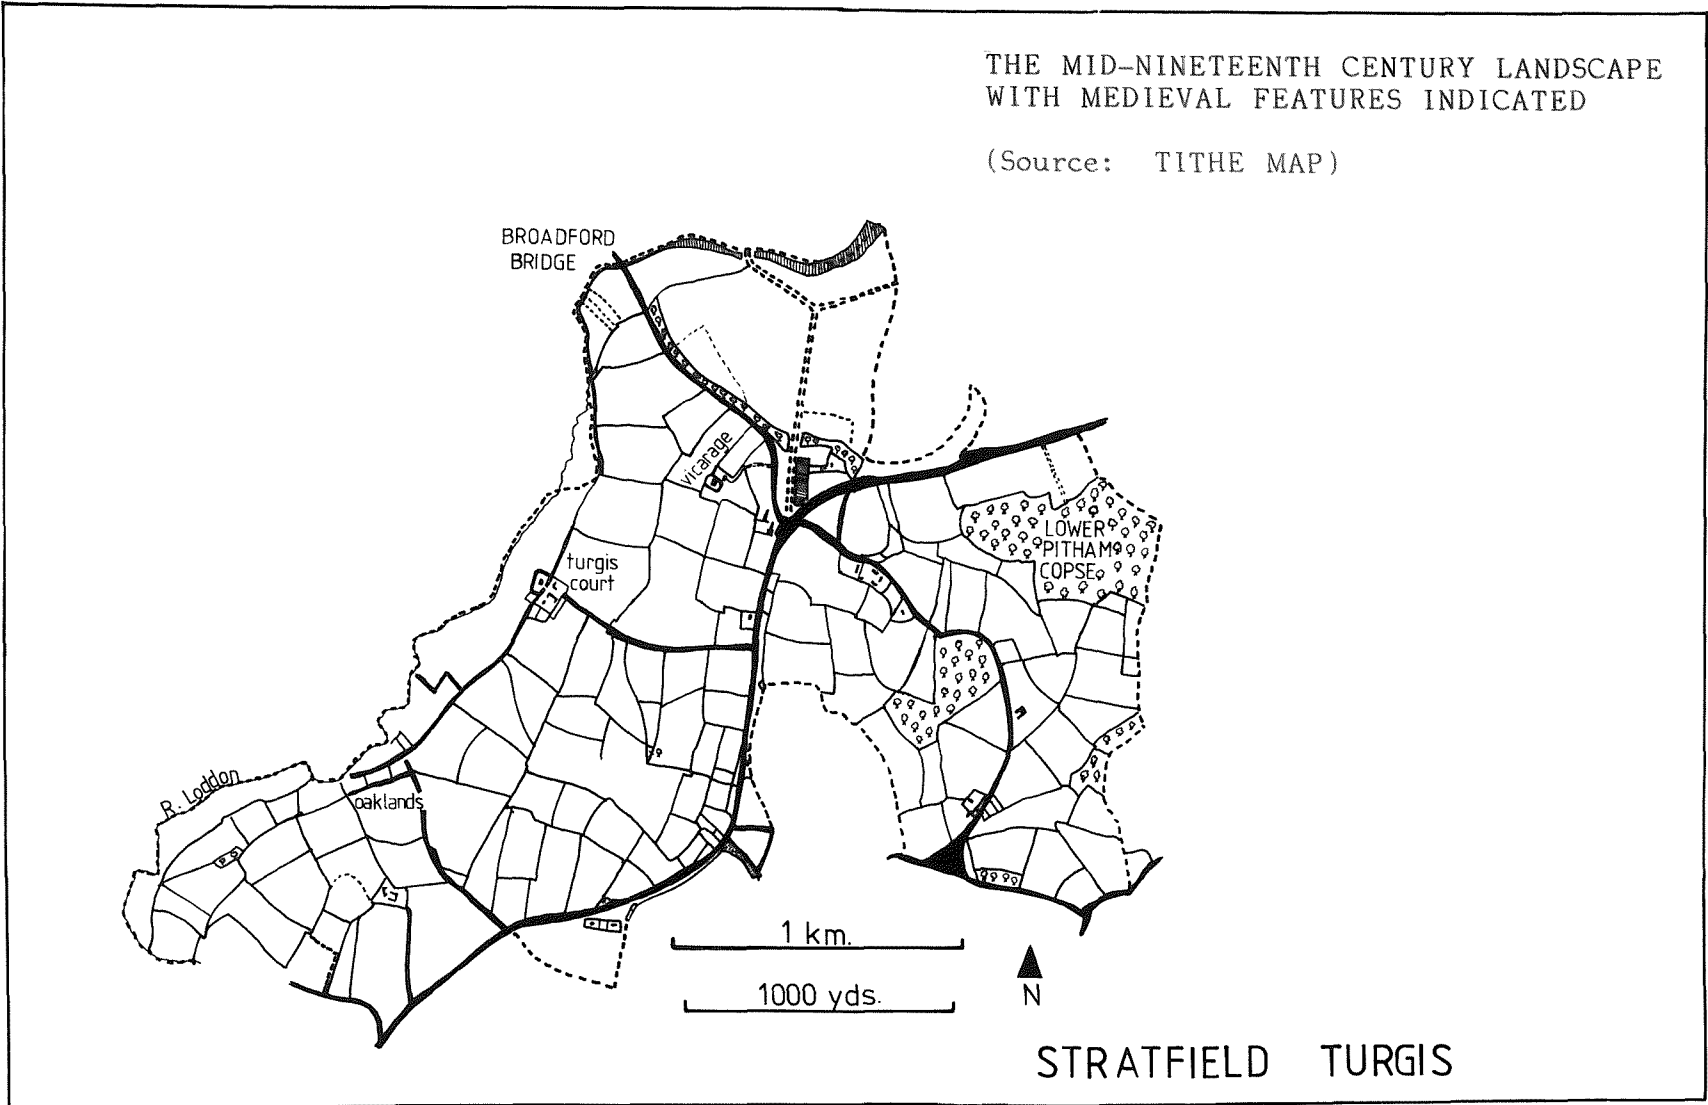 THE MID-NINETEENTH CENTURY LANDSCAPE
WITH MEDIEVAL FEATURES INDICATED
(Source: TITHE MAP)
BROADFORD
BRIDGE
vicarage
LOWER
PITHAM
COPSE
turgis
court
R. Loddon
oaklands
1 km.
1000 yds.
N
STRATFIELD TURGIS